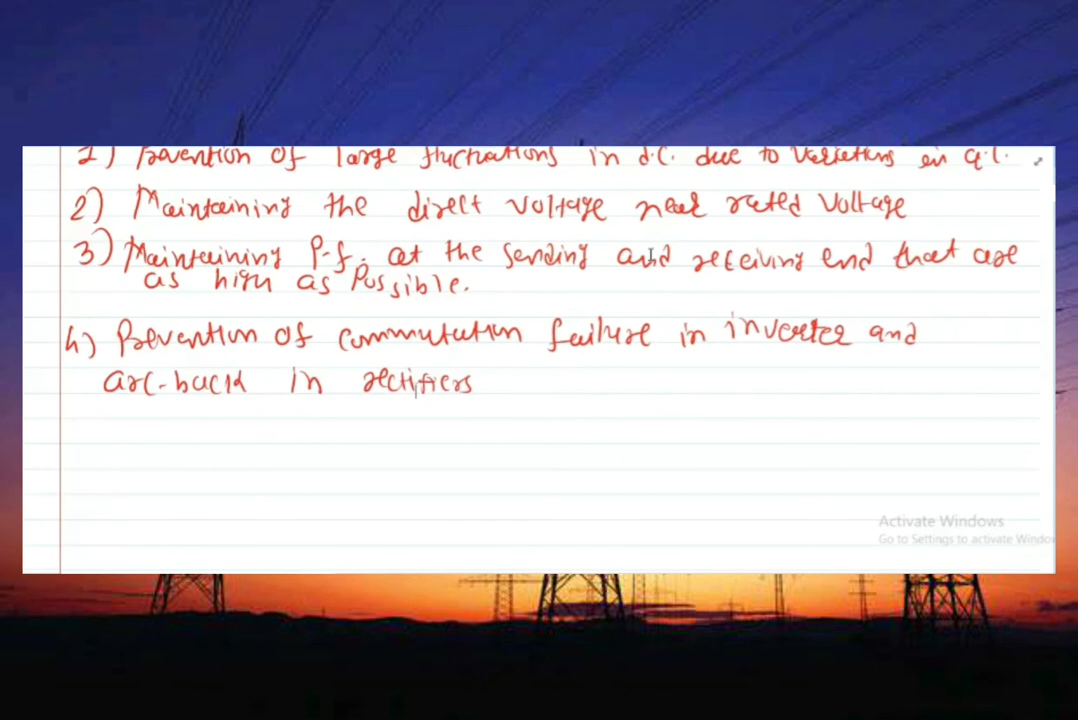 1) Prevention of large fluctuations in d.c. due to variations in a.c.
2) Maintaining the direct voltage near rated voltage
3) Maintaining P.f. at the sending and receiving end that are
as high as Possible.
4) Prevention of commutation failure in inverter and
arc-back in rectifiers
Activate Windows
Go to Settings to activate Window